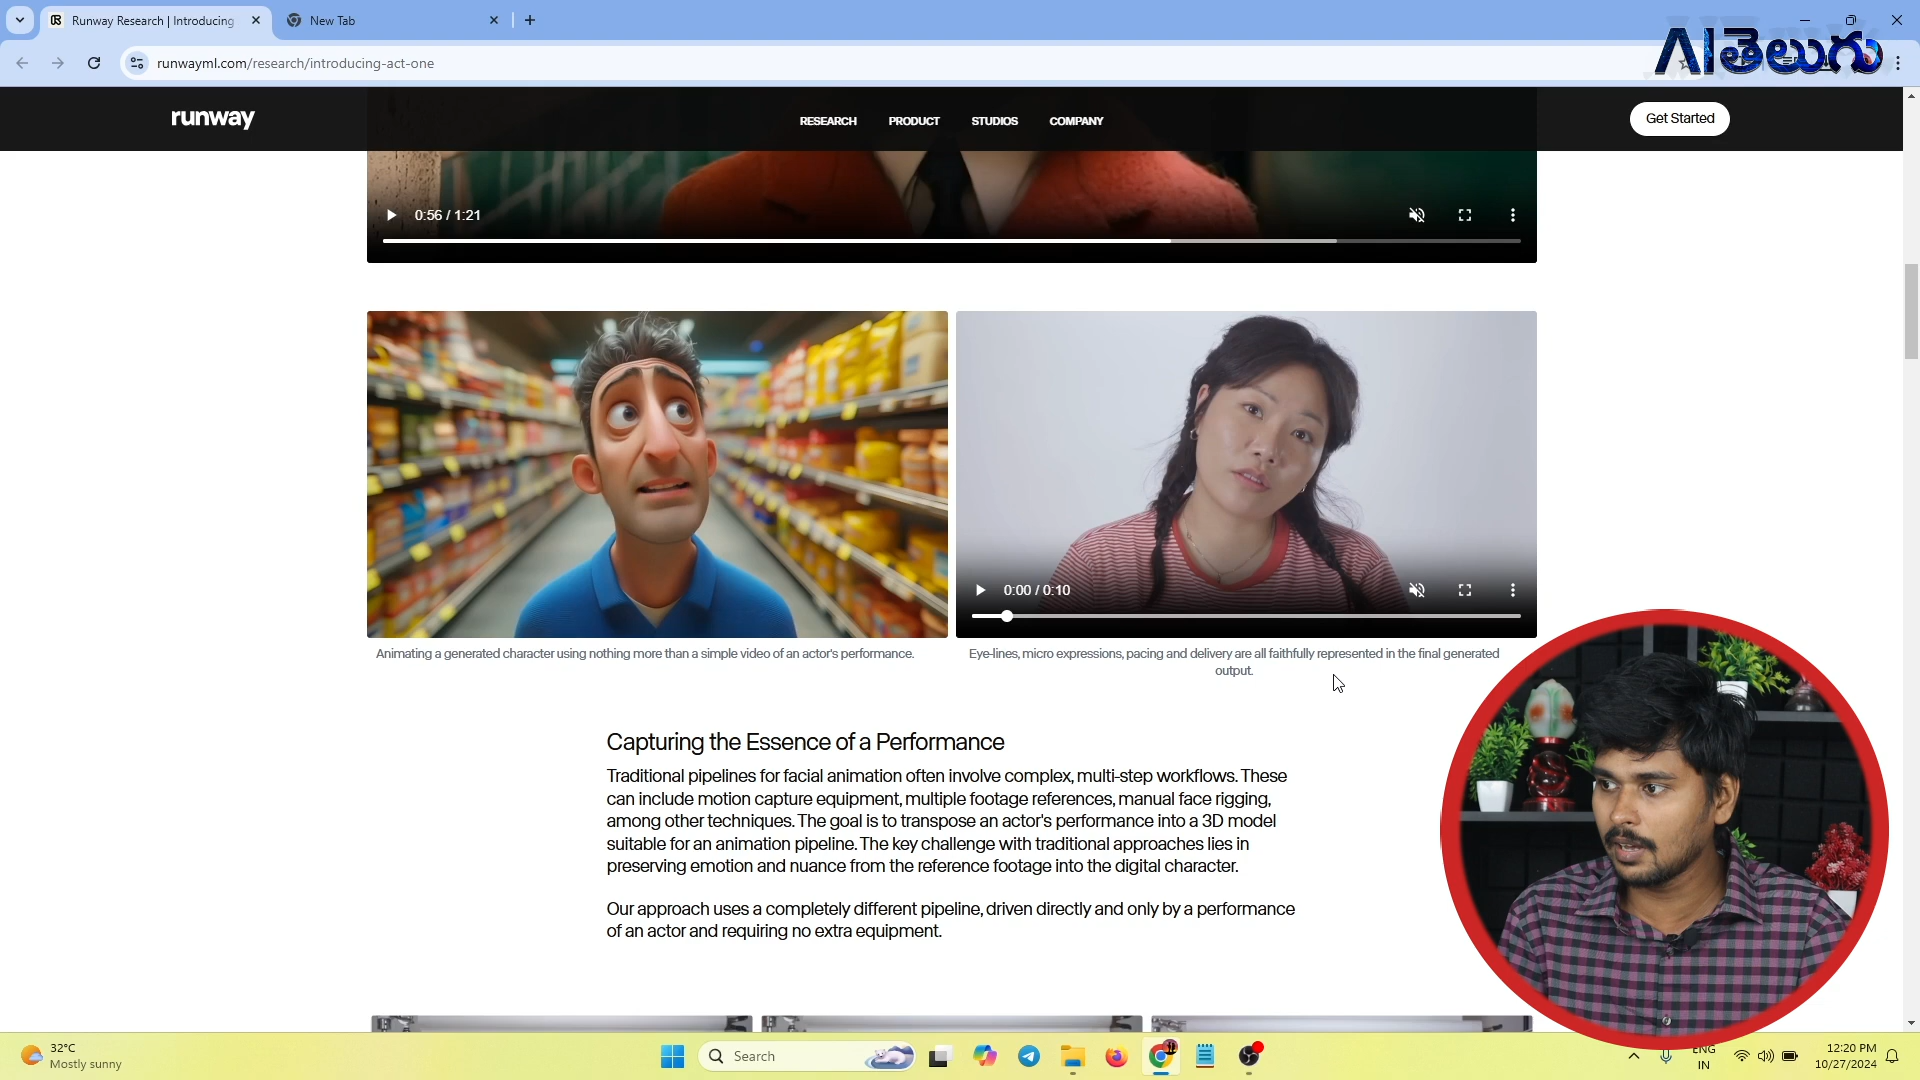 Runway Research | Introducing
New Tab
runwayml.com/research/introducing-act-one
AIతెలుగు
runway
RESEARCH
PRODUCT
STUDIOS
COMPANY
Get Started
0:56 / 1:21
0:00 / 0:10
Animating a generated character using nothing more than a simple video of an actor's performance.
Eye-lines, micro expressions, pacing and delivery are all faithfully represented in the final generated
output.
Capturing the Essence of a Performance
Traditional pipelines for facial animation often involve complex, multi-step workflows. These
can include motion capture equipment, multiple footage references, manual face rigging,
among other techniques. The goal is to transpose an actor's performance into a 3D model
suitable for an animation pipeline. The key challenge with traditional approaches lies in
preserving emotion and nuance from the reference footage into the digital character.
Our approach uses a completely different pipeline, driven directly and only by a performance
of an actor and requiring no extra equipment.
32°C
Mostly sunny
Search
ENG
IN
12:20 PM
10/27/2024